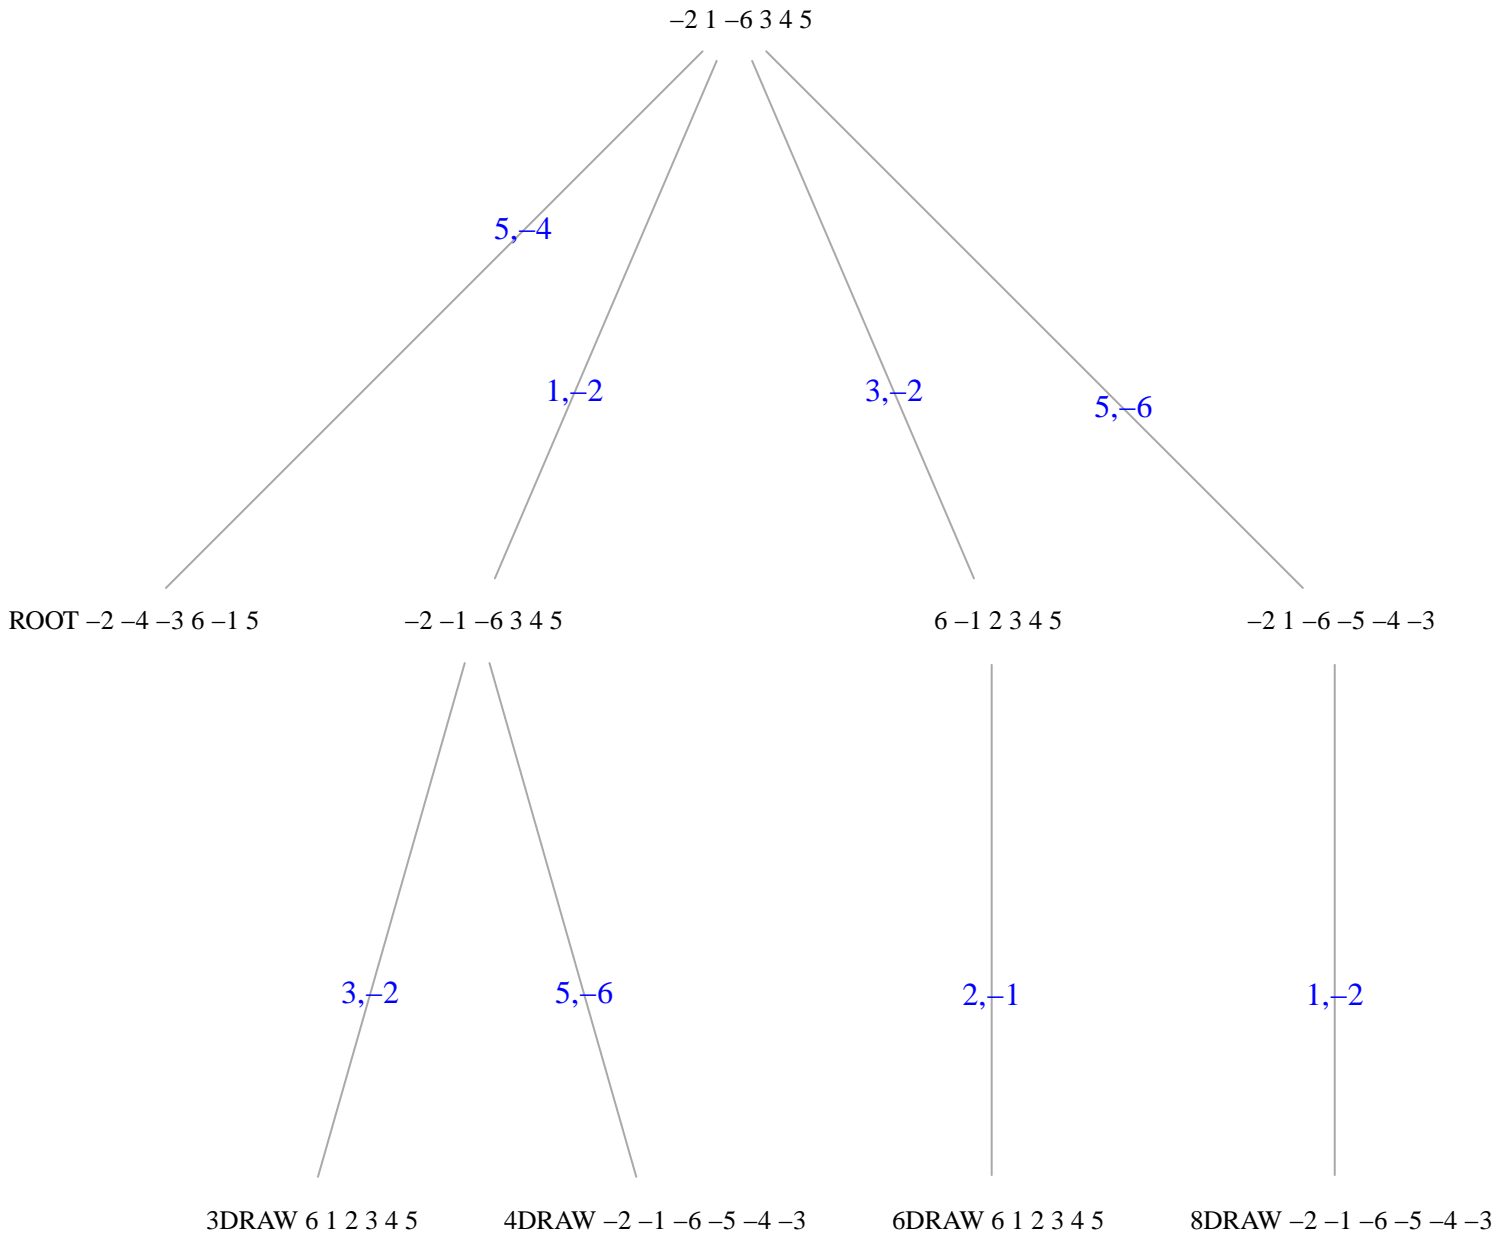 –2 1 –6 3 4 5
5,–4
1,–2
3,–2
5,–6
ROOT –2 –4 –3 6 –1 5
–2 –1 –6 3 4 5
6 –1 2 3 4 5
–2 1 –6 –5 –4 –3
3,–2
5,–6
2,–1
1,–2
3DRAW 6 1 2 3 4 5
4DRAW –2 –1 –6 –5 –4 –3
6DRAW 6 1 2 3 4 5
8DRAW –2 –1 –6 –5 –4 –3